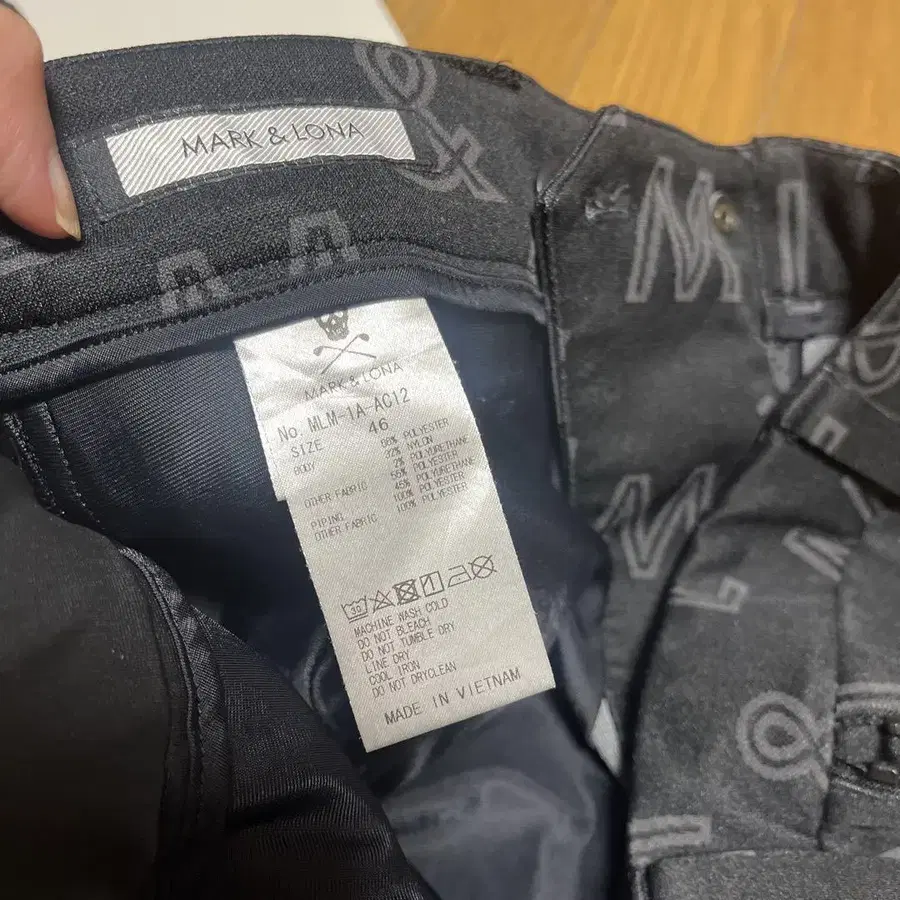 MARK & LONA
MARK & LONA
No. MLM-1A-AC12
SIZE 46
BODY 66% POLYESTER
32% NYLON
2% POLYURETHANE
OTHER FABRIC 55% POLYESTER
45% POLYURETHANE
PIPING 100% POLYESTER
OTHER FABRIC 100% POLYESTER
30
MACHINE WASH COLD
DO NOT BLEACH
DO NOT TUMBLE DRY
LINE DRY
COOL IRON
DO NOT DRYCLEAN
MADE IN VIETNAM
M
L
&
M
L
&